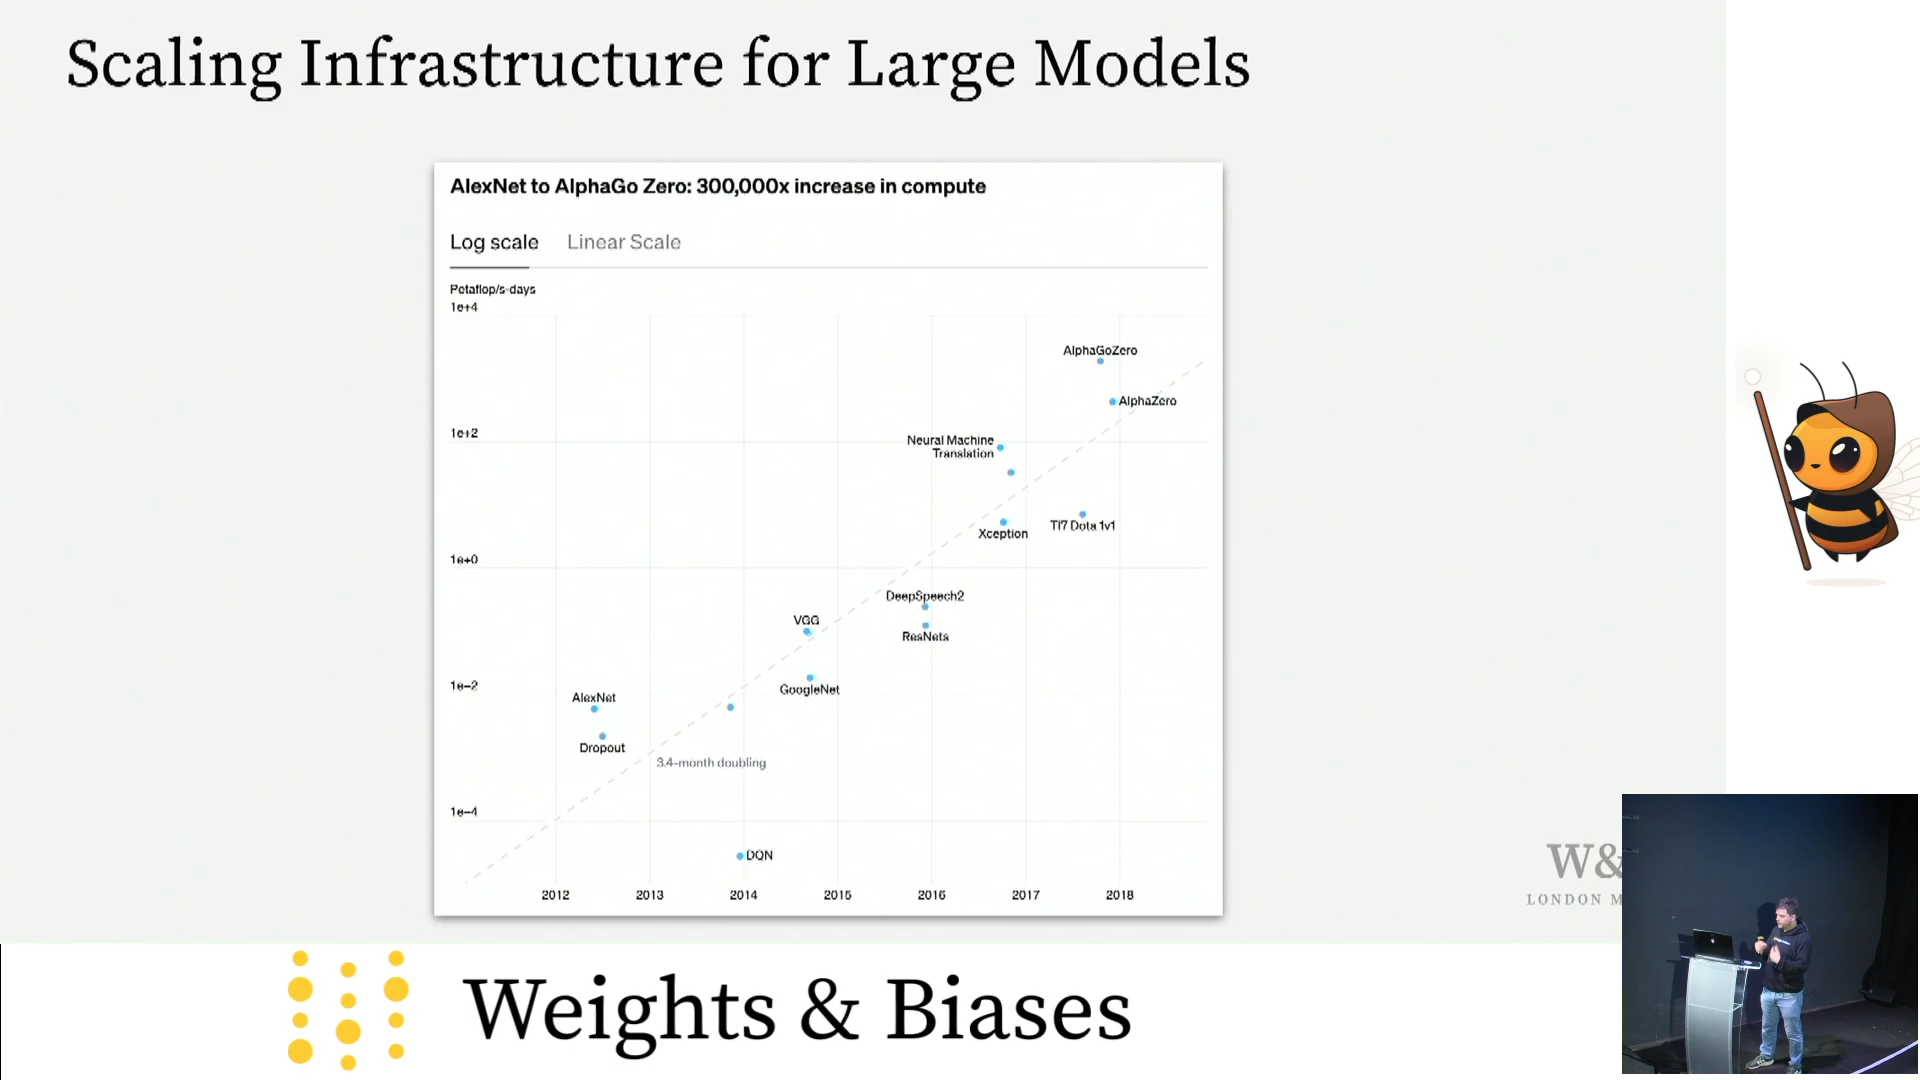 Scaling Infrastructure for Large Models
AlexNet to AlphaGo Zero: 300,000x increase in compute
Log scale Linear Scale
Petaflop/s-days
1e+4
AlphaGoZero
AlphaZero
1e+2
Neural Machine
Translation
Xception
TI7 Dota 1v1
1e+0
DeepSpeech2
ResNets
VGG
GoogleNet
1e–2
AlexNet
Dropout
3.4-month doubling
1e–4
DQN
2012 2013 2014 2015 2016 2017 2018
W&
LONDON M
Weights & Biases